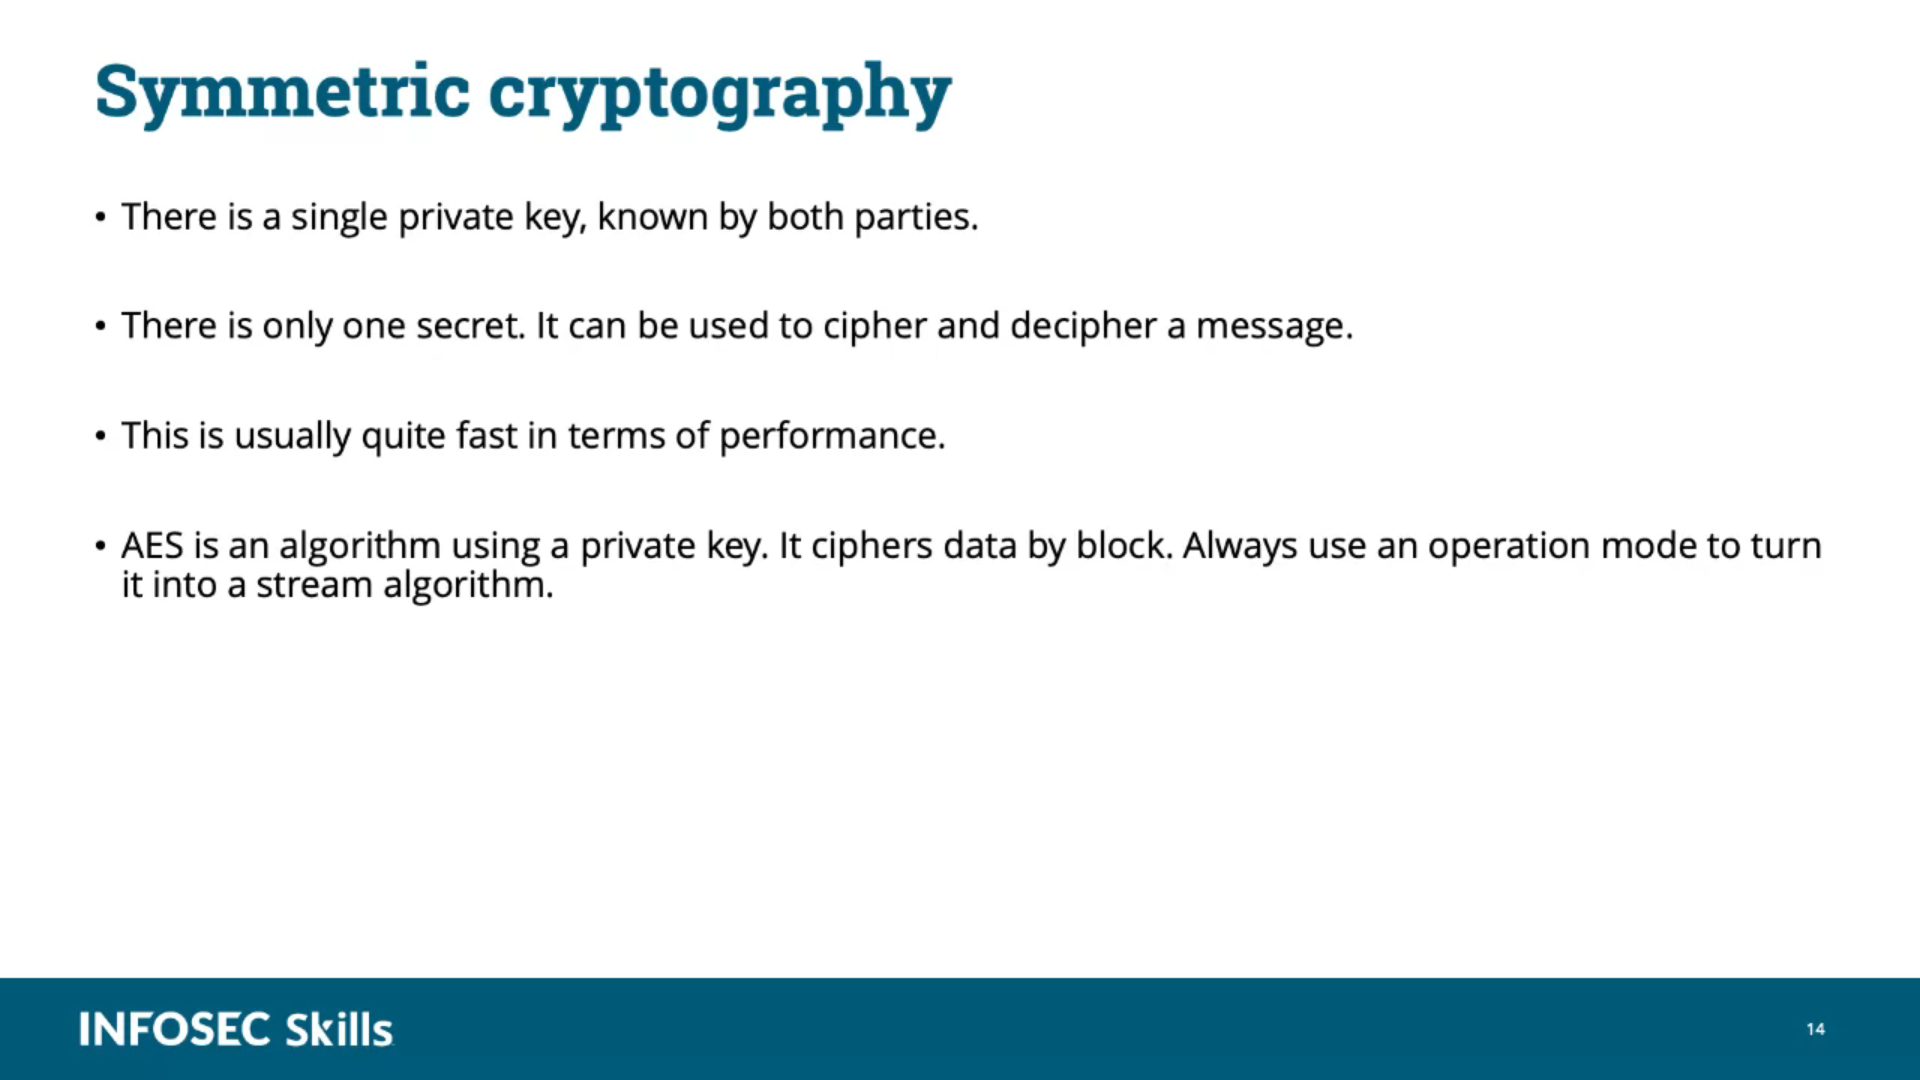 Symmetric cryptography
• There is a single private key, known by both parties.
• There is only one secret. It can be used to cipher and decipher a message.
• This is usually quite fast in terms of performance.
• AES is an algorithm using a private key. It ciphers data by block. Always use an operation mode to turn
it into a stream algorithm.
INFOSEC Skills
14